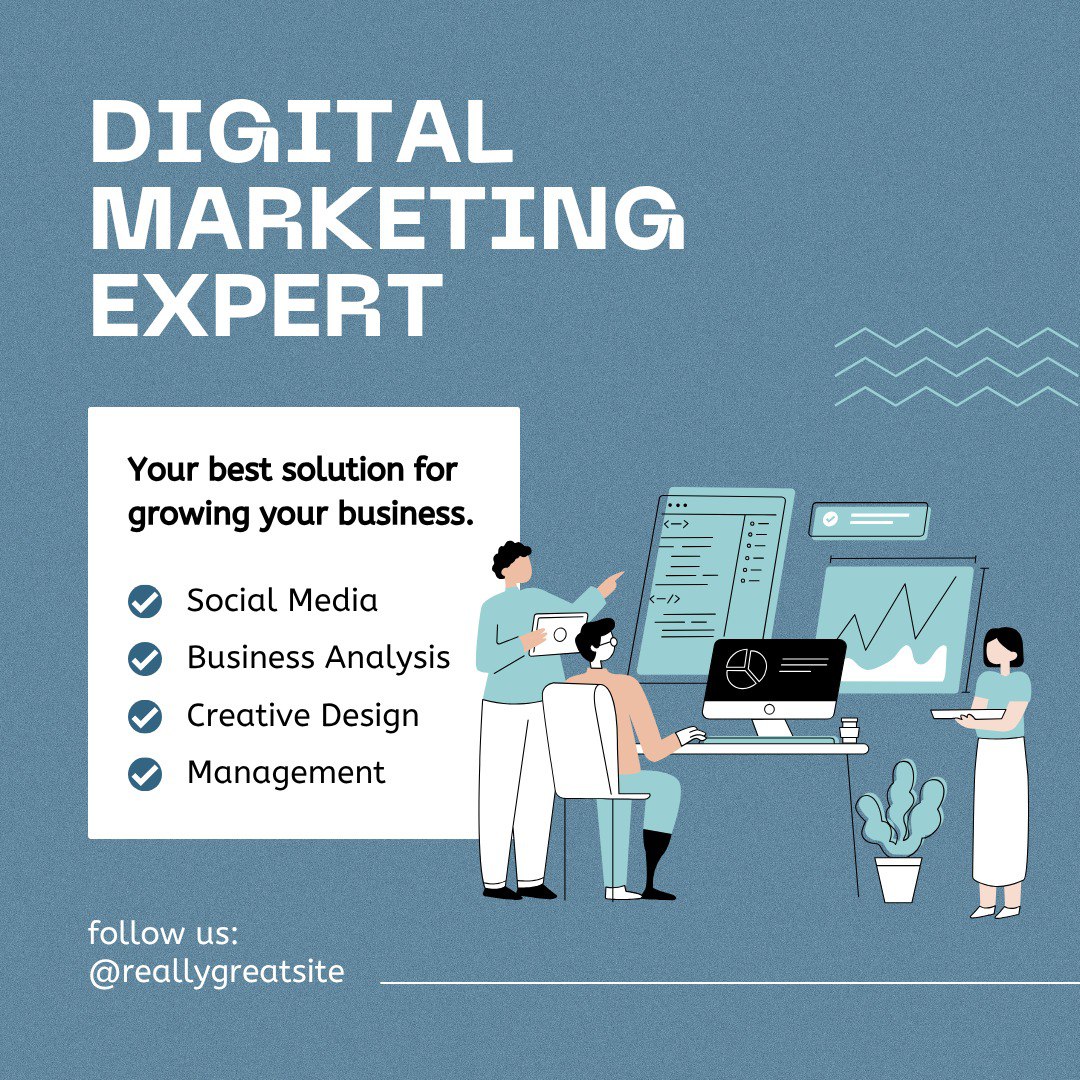 DIGITAL
MARKETING
EXPERT
Your best solution for
growing your business.
Social Media
Business Analysis
Creative Design
Management
<-->
<--/>
follow us:
@reallygreatsite